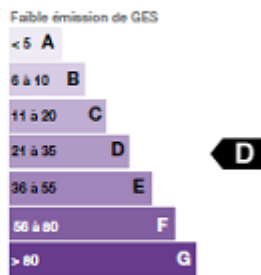 Faible émission de GES
< 5 A
6 à 10 B
11 à 20 C
21 à 35 D
D
36 à 55 E
56 à 80 F
> 80 G